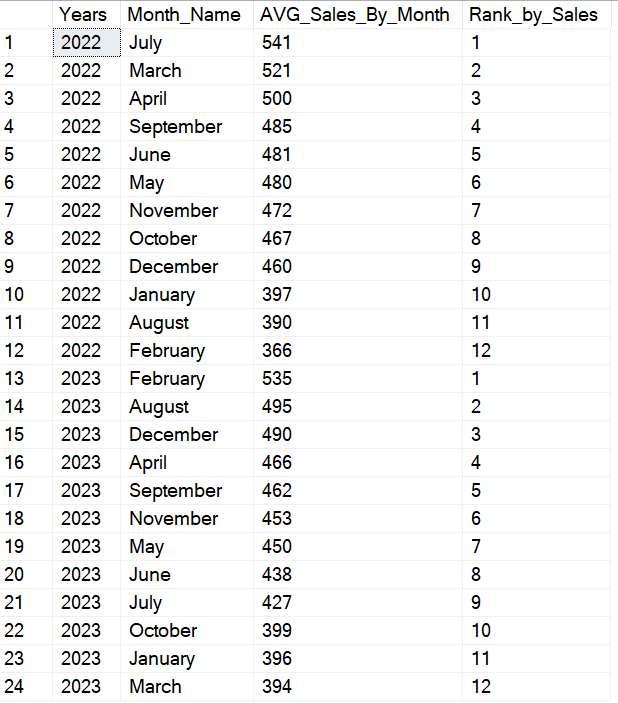 Years Month_Name AVG_Sales_By_Month Rank_by_Sales
1 2022 July 541 1
2 2022 March 521 2
3 2022 April 500 3
4 2022 September 485 4
5 2022 June 481 5
6 2022 May 480 6
7 2022 November 472 7
8 2022 October 467 8
9 2022 December 460 9
10 2022 January 397 10
11 2022 August 390 11
12 2022 February 366 12
13 2023 February 535 1
14 2023 August 495 2
15 2023 December 490 3
16 2023 April 466 4
17 2023 September 462 5
18 2023 November 453 6
19 2023 May 450 7
20 2023 June 438 8
21 2023 July 427 9
22 2023 October 399 10
23 2023 January 396 11
24 2023 March 394 12